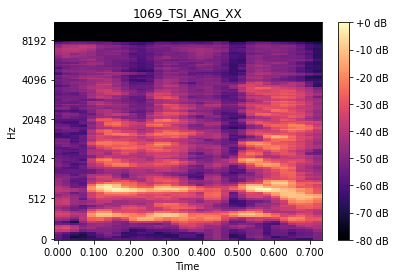 1069_TSI_ANG_XX
+0 dB
8192
-10 dB
4096
-20 dB
-30 dB
2048
Hz
-40 dB
1024
-50 dB
-60 dB
512
-70 dB
0
-80 dB
0.000 0.100 0.200 0.300 0.400 0.500 0.600 0.700
Time